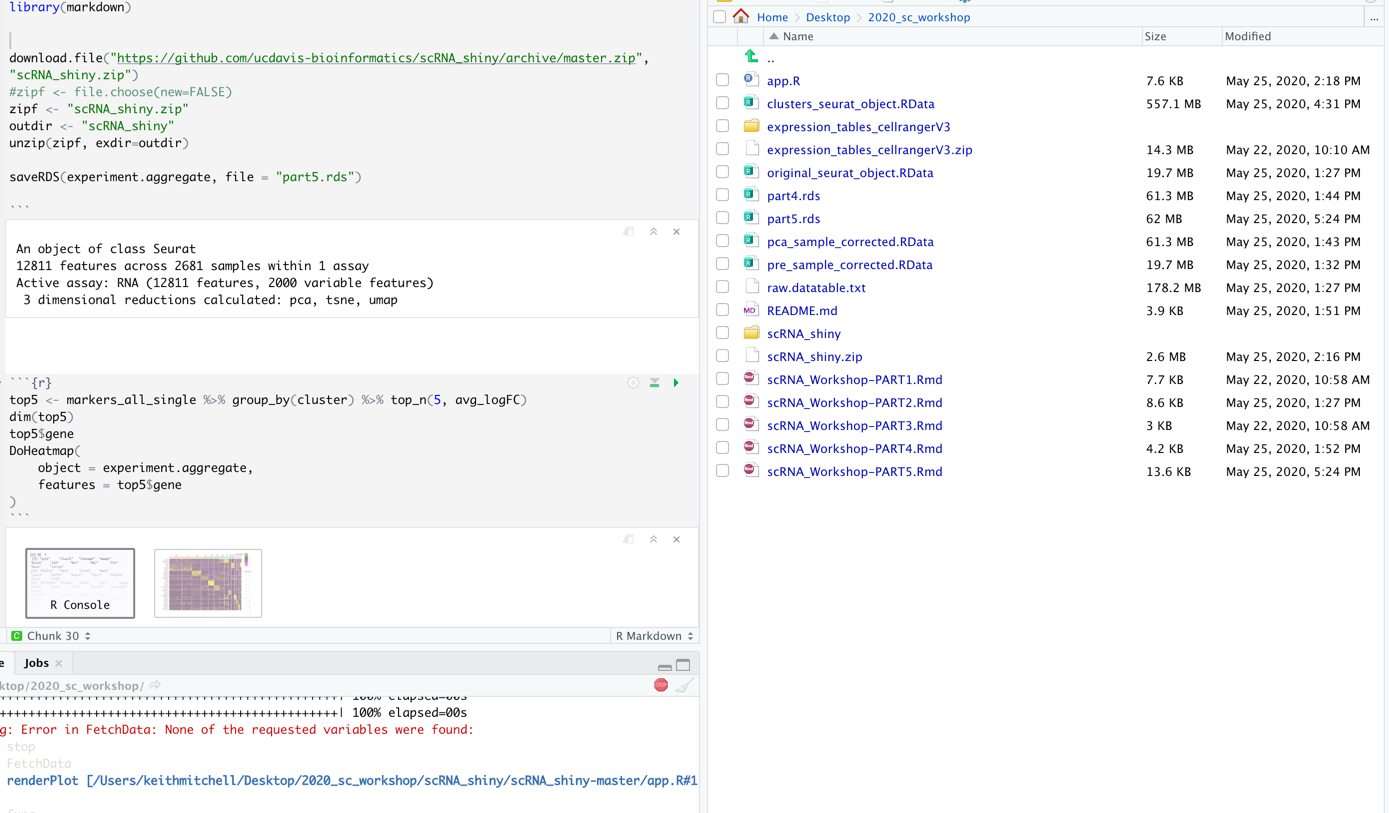 library(markdown)
download.file("https://github.com/ucdavis-bioinformatics/scRNA_shiny/archive/master.zip",
"scRNA_shiny.zip")
#zipf <- file.choose(new=FALSE)
zipf <- "scRNA_shiny.zip"
outdir <- "scRNA_shiny"
unzip(zipf, exdir=outdir)
saveRDS(experiment.aggregate, file = "part5.rds")
```
An object of class Seurat
12811 features across 2681 samples within 1 assay
Active assay: RNA (12811 features, 2000 variable features)
3 dimensional reductions calculated: pca, tsne, umap
```{r}
top5 <- markers_all_single %>% group_by(cluster) %>% top_n(5, avg_logFC)
dim(top5)
top5$gene
DoHeatmap(
object = experiment.aggregate,
features = top5$gene
)
```
R Console
C Chunk 30
R Markdown
e Jobs
ktop/2020_sc_workshop/
STOP
++++++++++++++++++++++++++++++++++++++++++++| 100% elapsed=00s
++++++++++++++++++++++++++++++++++++++++++++| 100% elapsed=00s
g: Error in FetchData: None of the requested variables were found:
stop
FetchData
renderPlot [/Users/keithmitchell/Desktop/2020_sc_workshop/scRNA_shiny/scRNA_shiny-master/app.R#1
Home Desktop 2020_sc_workshop ...
Name Size Modified
..
app.R 7.6 KB May 25, 2020, 2:18 PM
clusters_seurat_object.RData 557.1 MB May 25, 2020, 4:31 PM
expression_tables_cellrangerV3
expression_tables_cellrangerV3.zip 14.3 MB May 22, 2020, 10:10 AM
original_seurat_object.RData 19.7 MB May 25, 2020, 1:27 PM
part4.rds 61.3 MB May 25, 2020, 1:44 PM
part5.rds 62 MB May 25, 2020, 5:24 PM
pca_sample_corrected.RData 61.3 MB May 25, 2020, 1:43 PM
pre_sample_corrected.RData 19.7 MB May 25, 2020, 1:32 PM
raw.datatable.txt 178.2 MB May 25, 2020, 1:27 PM
MD README.md 3.9 KB May 25, 2020, 1:51 PM
scRNA_shiny
scRNA_shiny.zip 2.6 MB May 25, 2020, 2:16 PM
scRNA_Workshop-PART1.Rmd 7.7 KB May 22, 2020, 10:58 AM
scRNA_Workshop-PART2.Rmd 8.6 KB May 25, 2020, 1:27 PM
scRNA_Workshop-PART3.Rmd 3 KB May 22, 2020, 10:58 AM
scRNA_Workshop-PART4.Rmd 4.2 KB May 25, 2020, 1:52 PM
scRNA_Workshop-PART5.Rmd 13.6 KB May 25, 2020, 5:24 PM